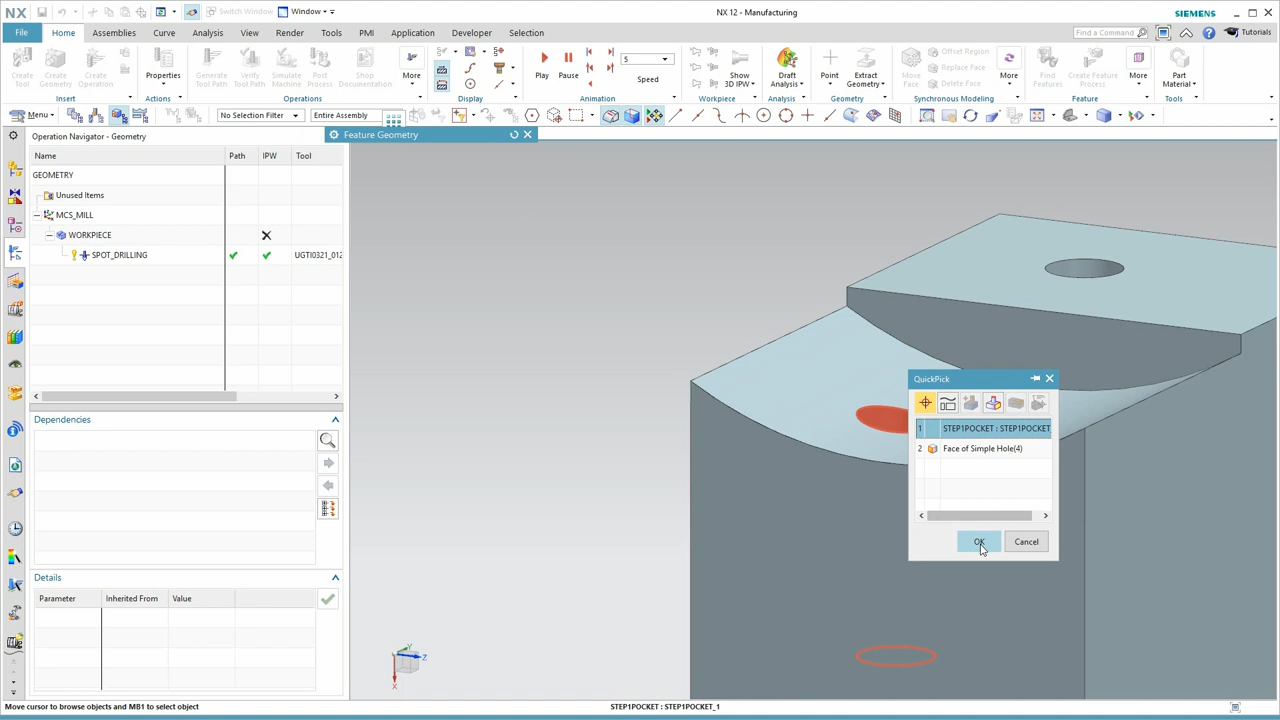 NX
Switch Window
Window
NX 12 - Manufacturing
SIEMENS
File
Home
Assemblies
Curve
Analysis
View
Render
Tools
PMI
Application
Developer
Selection
Find a Command
Tutorials
Create Tool
Create Geometry
Create Operation
Insert
Properties
Actions
Generate Tool Path
Verify Tool Path
Simulate Machine
Post Process
Shop Documentation
Operations
More
Display
Play
Pause
5
Speed
Animation
Show 3D IPW
Workpiece
Draft Analysis
Analysis
Point
Extract Geometry
Geometry
Move Face
Offset Region
Replace Face
Delete Face
More
Synchronous Modeling
Find Features
Create Feature Process
More
Feature
Part Material
Tools
Menu
No Selection Filter
Entire Assembly
Operation Navigator - Geometry
Feature Geometry
Name
Path
IPW
Tool
GEOMETRY
Unused Items
MCS_MILL
WORKPIECE
SPOT_DRILLING
UGTI0321_012
Dependencies
Details
Parameter
Inherited From
Value
QuickPick
1 STEP1POCKET : STEP1POCKET
2 Face of Simple Hole(4)
OK
Cancel
Y
Z
X
Move cursor to browse objects and MB1 to select object
STEP1POCKET : STEP1POCKET_1